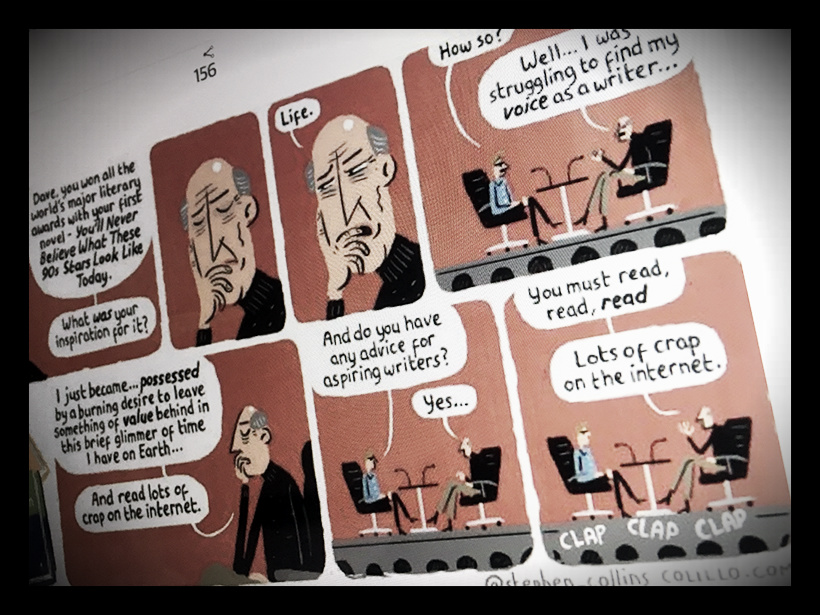 156
Dave, you won all the
world's major literary
awards with your first
novel - You'll Never
Believe What These
90s Stars Look Like
Today.
What was your
inspiration for it?
Life.
How so?
Well... I was
struggling to find my
voice as a writer...
I just became... possessed
by a burning desire to leave
something of value behind in
this brief glimmer of time
I have on Earth...
And read lots of
crap on the internet.
And do you have
any advice for
aspiring writers?
Yes...
You must read,
read, read
Lots of crap
on the internet.
CLAP CLAP CLAP
@stephen_collins COLILLO.COM